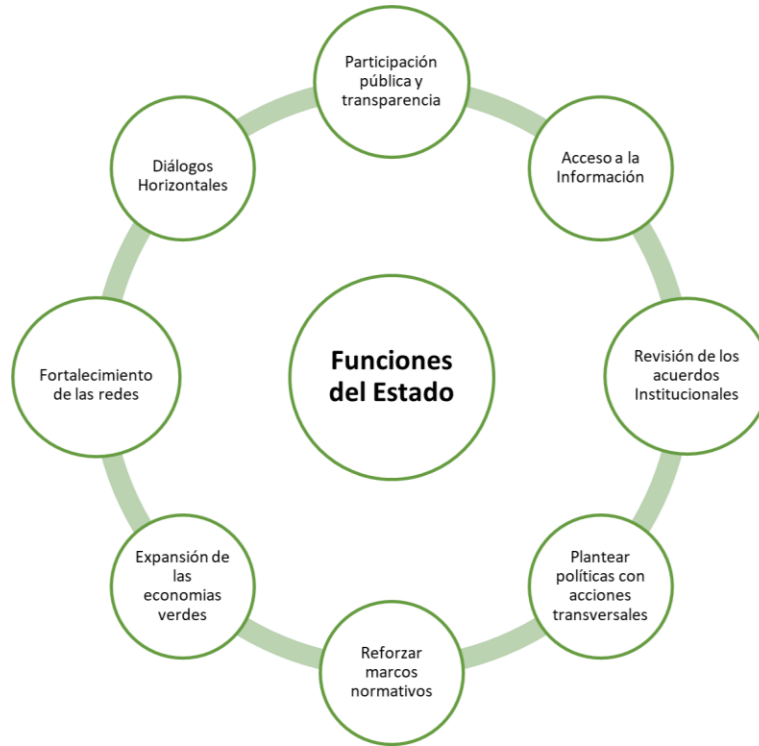 Participación
pública y
transparencia
Acceso a la
Información
Revisión de los
acuerdos
Institucionales
Plantear
políticas con
acciones
transversales
Reforzar
marcos
normativos
Expansión de
las
economias
verdes
Fortalecimiento
de las redes
Diálogos
Horizontales
Funciones
del Estado